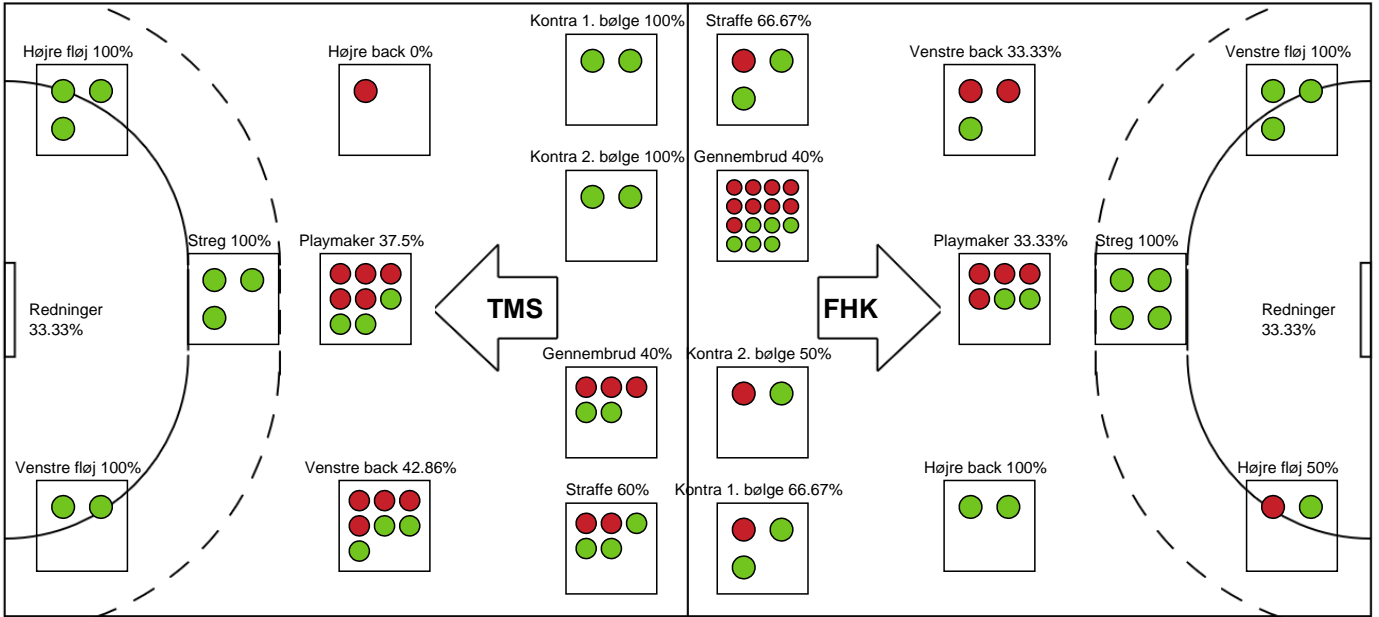 Kontra 1. bølge 100%
Straffe 66.67%
Højre fløj 100%
Højre back 0%
Venstre back 33.33%
Venstre fløj 100%
Kontra 2. bølge 100%
Gennembrud 40%
Streg 100%
Playmaker 37.5%
Playmaker 33.33%
Streg 100%
Redninger
33.33%
TMS
FHK
Redninger
33.33%
Gennembrud 40%
Kontra 2. bølge 50%
Venstre fløj 100%
Venstre back 42.86%
Højre back 100%
Højre fløj 50%
Straffe 60%
Kontra 1. bølge 66.67%